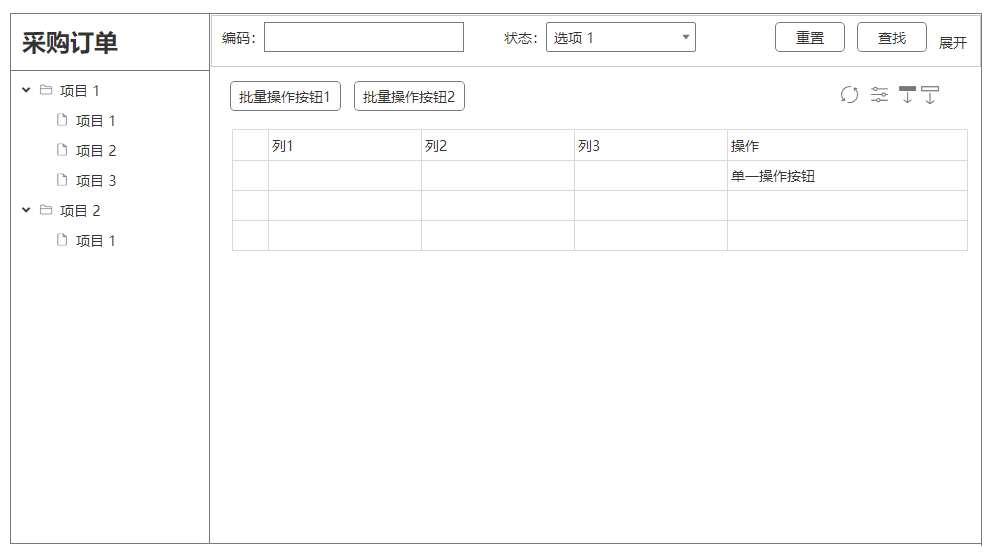 采购订单
项目 1
项目 1
项目 2
项目 3
项目 2
项目 1
编码：
状态：
选项 1
重置
查找
展开
批量操作按钮1
批量操作按钮2
列1 列2 列3 操作
单一操作按钮